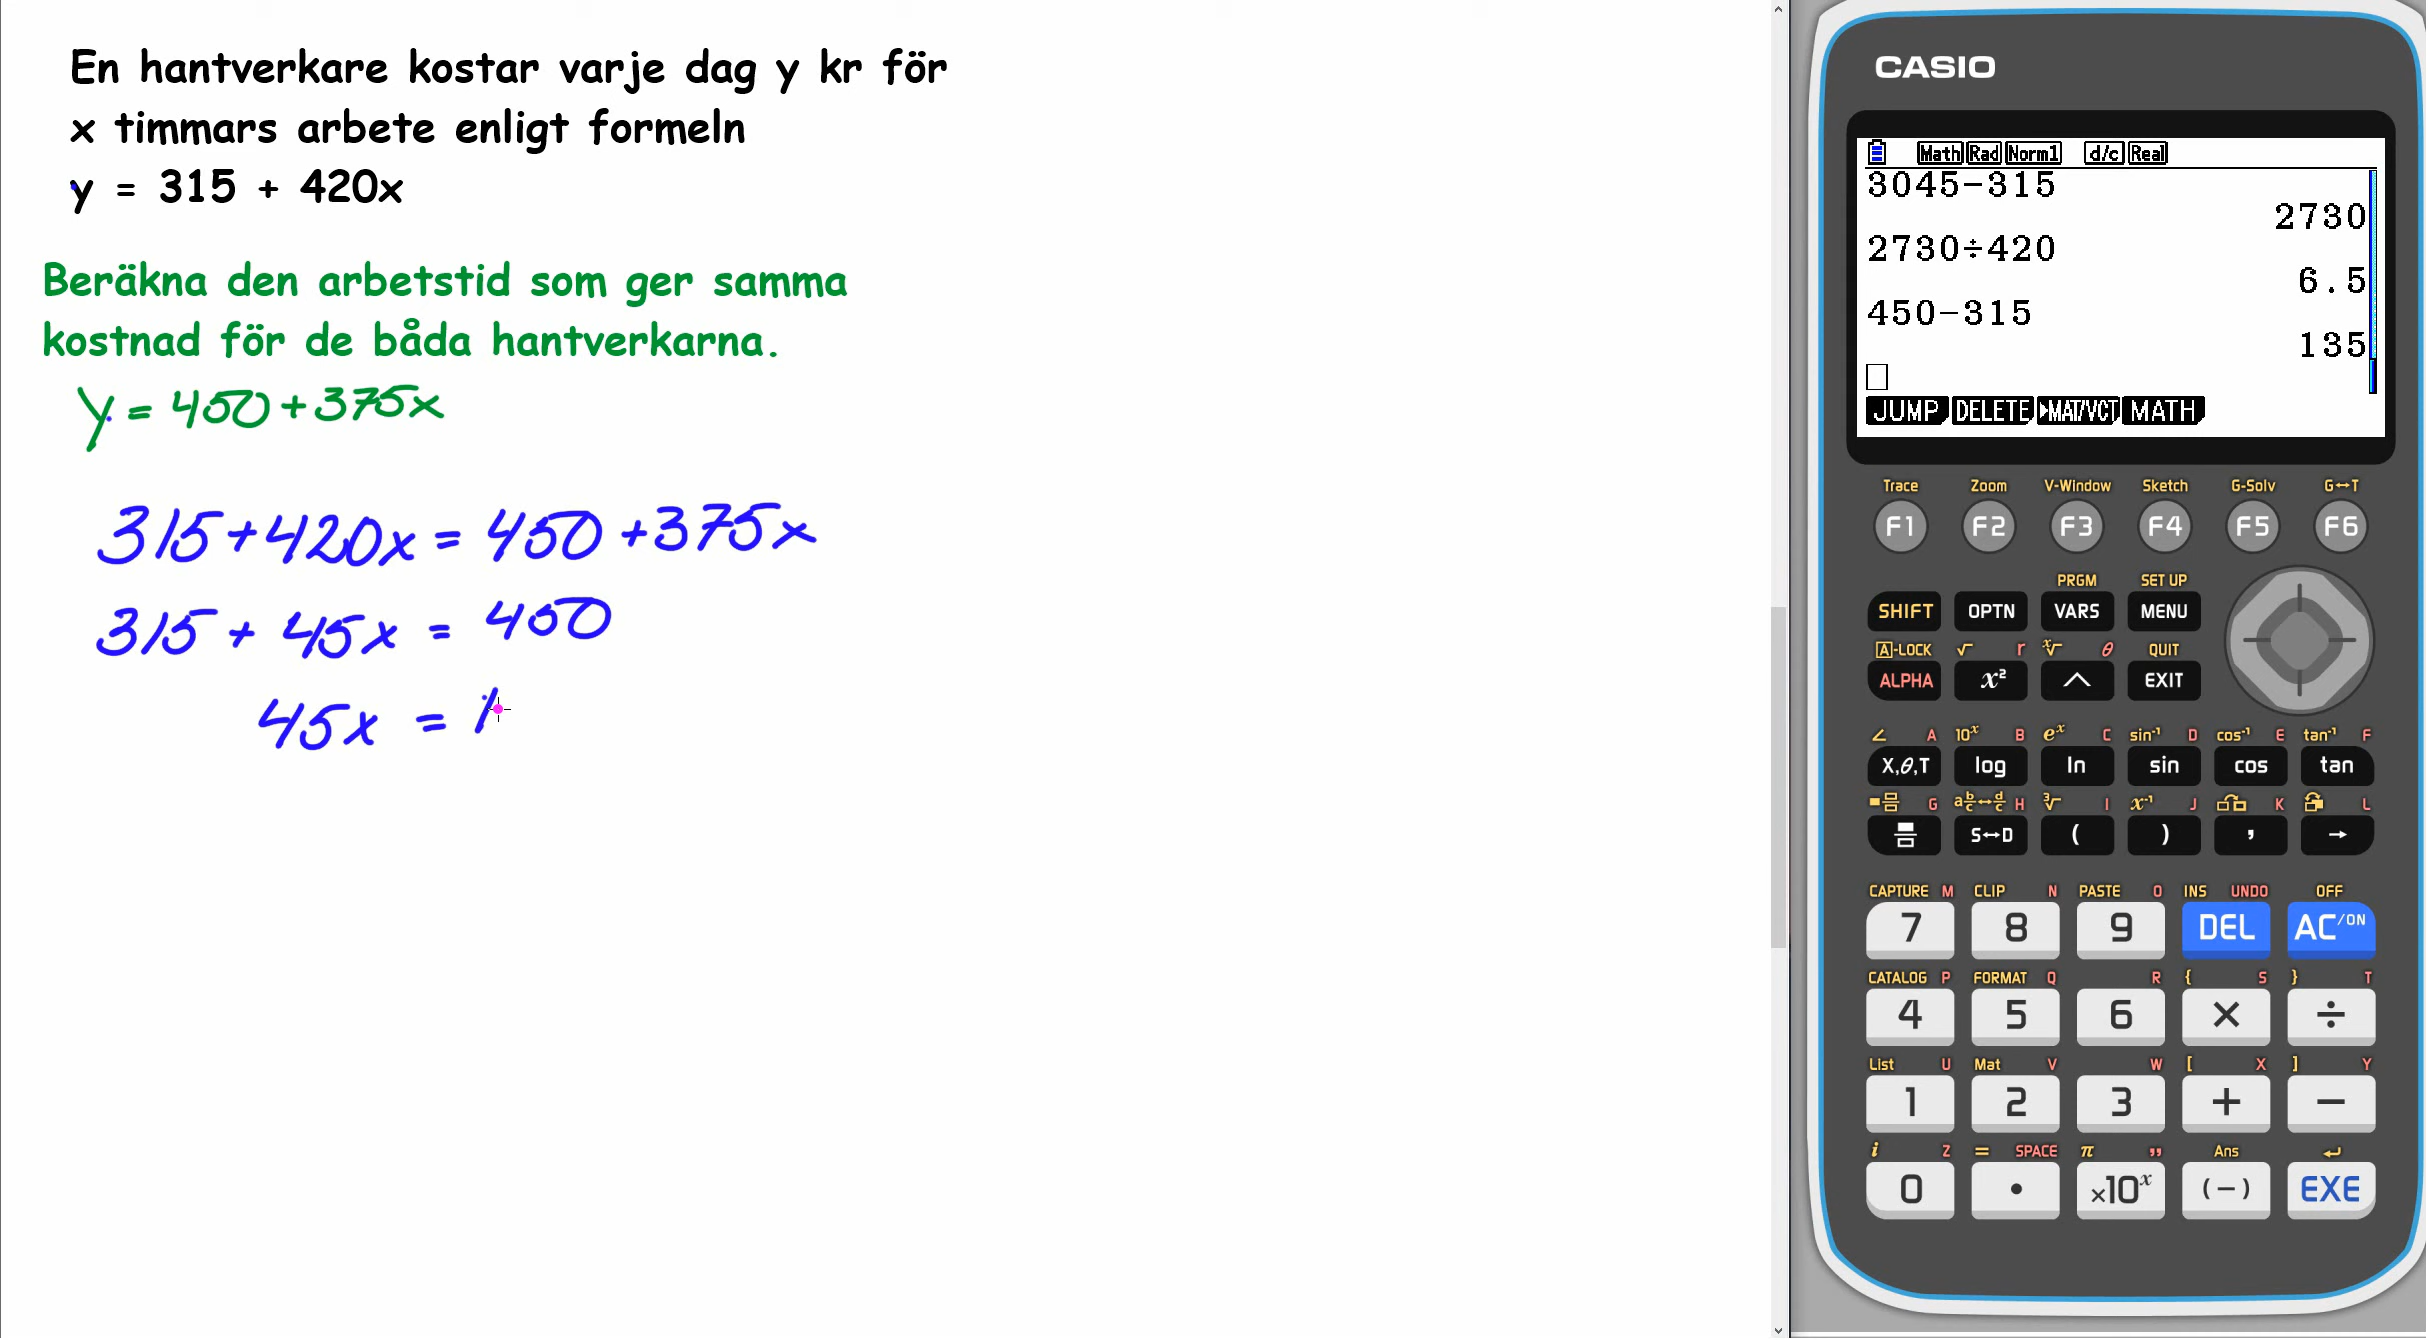 En hantverkare kostar varje dag y kr för
x timmars arbete enligt formeln
y = 315 + 420x
Beräkna den arbetstid som ger samma
kostnad för de båda hantverkarna.
y = 450+375x
315+420x = 450+375x
315 + 45x = 450
45x = 1
CASIO
Math Rad Norm1 d/c Real
3045-315
2730
2730÷420
6.5
450-315
135
JUMP DELETE ▶MAT/VCT MATH
Trace Zoom V-Window Sketch G-Solv G↔T
F1 F2 F3 F4 F5 F6
PRGM SET UP
SHIFT OPTN VARS MENU
A-LOCK √ r ˣ√ θ QUIT
ALPHA x² ^ EXIT
∠ A 10ˣ B eˣ C sin⁻¹ D cos⁻¹ E tan⁻¹ F
X,θ,T log ln sin cos tan
G a b/c↔d/c H ³√ I x⁻¹ J K L
S↔D ( ) , →
CAPTURE M CLIP N PASTE O INS UNDO OFF
7 8 9 DEL AC/ON
CATALOG P FORMAT Q R { S } T
4 5 6 × ÷
List U Mat V W [ X ] Y
1 2 3 + −
i Z = SPACE π " Ans ↵
0 • ×10ˣ (−) EXE